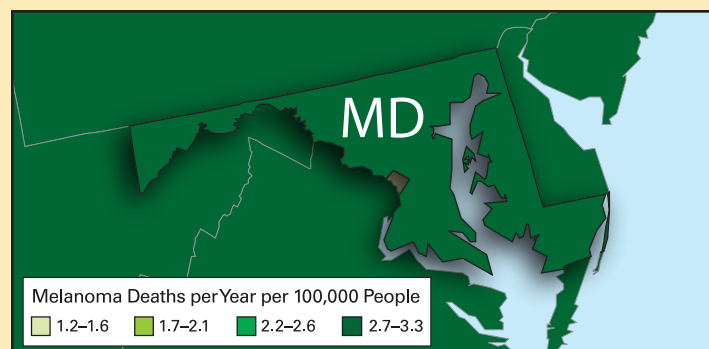 MD
Melanoma Deaths per Year per 100,000 People
1.2–1.6 1.7–2.1 2.2–2.6 2.7–3.3